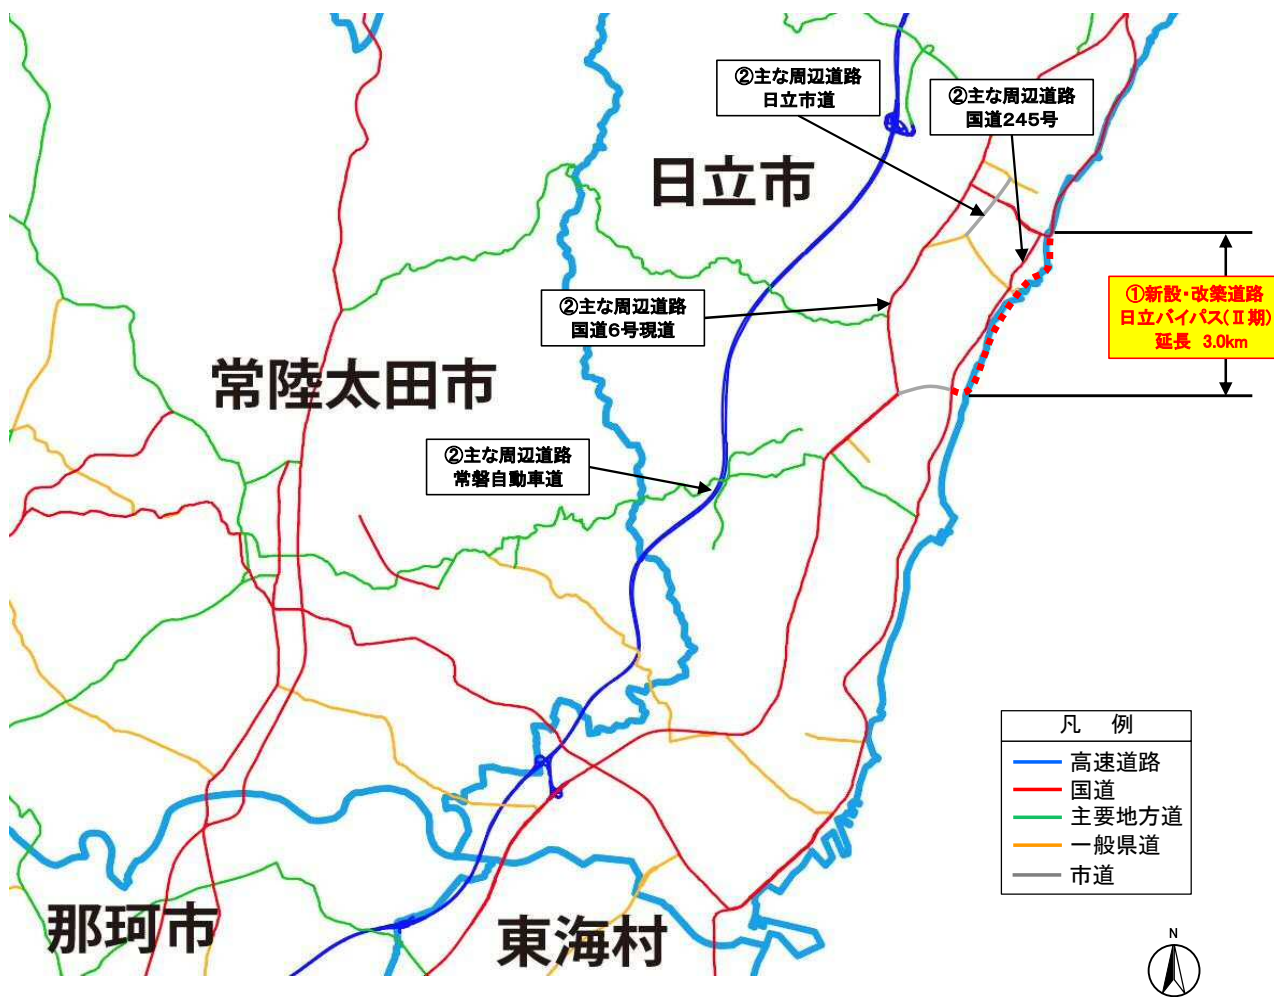 ②主な周辺道路
日立市道
②主な周辺道路
国道245号
日立市
①新設・改築道路
日立バイパス(Ⅱ期)
延長 3.0km
②主な周辺道路
国道6号現道
常陸太田市
②主な周辺道路
常磐自動車道
凡 例
高速道路
国道
主要地方道
一般県道
市道
那珂市
東海村
N